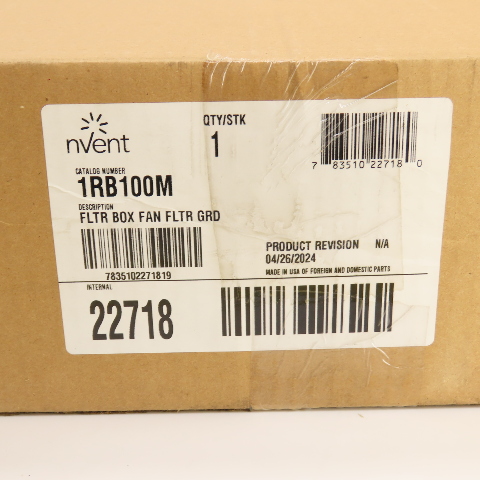 nVent
QTY/STK
1
7 83510 22718 0
CATALOG NUMBER
1RB100M
DESCRIPTION
FLTR BOX FAN FLTR GRD
7835102271819
PRODUCT REVISION N/A
04/26/2024
MADE IN USA OF FOREIGN AND DOMESTIC PARTS
INTERNAL
22718